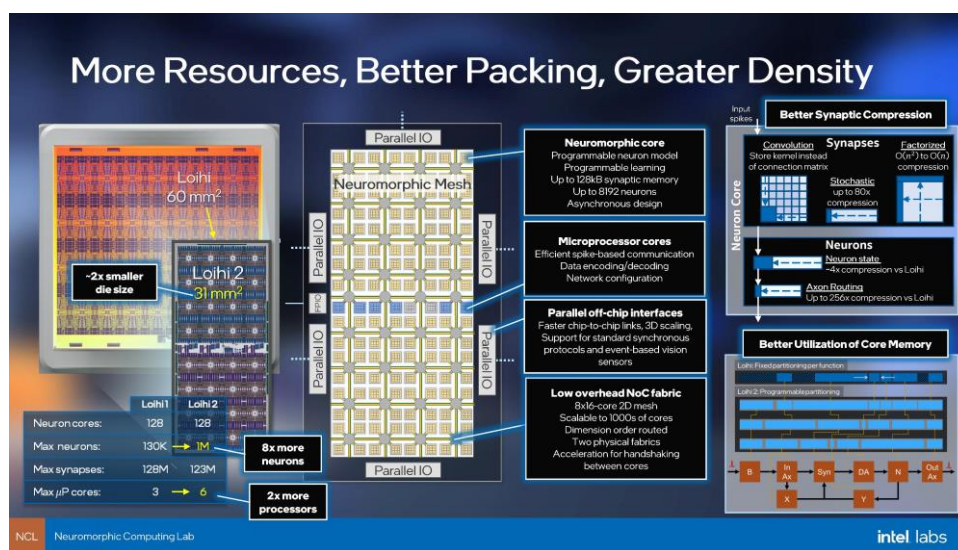 More Resources, Better Packing, Greater Density
Loihi
60 mm²
~2x smaller
die size
Loihi 2
31 mm²
Loihi 1 Loihi 2
Neuron cores: 128 128
Max neurons: 130K → 1M
Max synapses: 128M 123M
Max µP cores: 3 → 6
8x more
neurons
2x more
processors
Parallel IO
Neuromorphic Mesh
Parallel IO
Parallel IO
FPIO
Parallel IO
Parallel IO
Parallel IO
Neuromorphic core
Programmable neuron model
Programmable learning
Up to 128kB synaptic memory
Up to 8192 neurons
Asynchronous design
Microprocessor cores
Efficient spike-based communication
Data encoding/decoding
Network configuration
Parallel off-chip interfaces
Faster chip-to-chip links, 3D scaling,
Support for standard synchronous
protocols and event-based vision
sensors
Low overhead NoC fabric
8x16-core 2D mesh
Scalable to 1000s of cores
Dimension order routed
Two physical fabrics
Acceleration for handshaking
between cores
Input
spikes
Better Synaptic Compression
Neuron Core
Synapses
Convolution
Store kernel instead
of connection matrix
Factorized
O(n²) to O(n)
compression
Stochastic
up to 80x
compression
Neurons
Neuron state
~4x compression vs Loihi
Axon Routing
Up to 256x compression vs Loihi
Better Utilization of Core Memory
Loihi: Fixed partitioning per function
Loihi 2: Programmable partitioning
B
In
Ax
Syn
DA
N
Out
Ax
X
Y
NCL Neuromorphic Computing Lab
intel labs